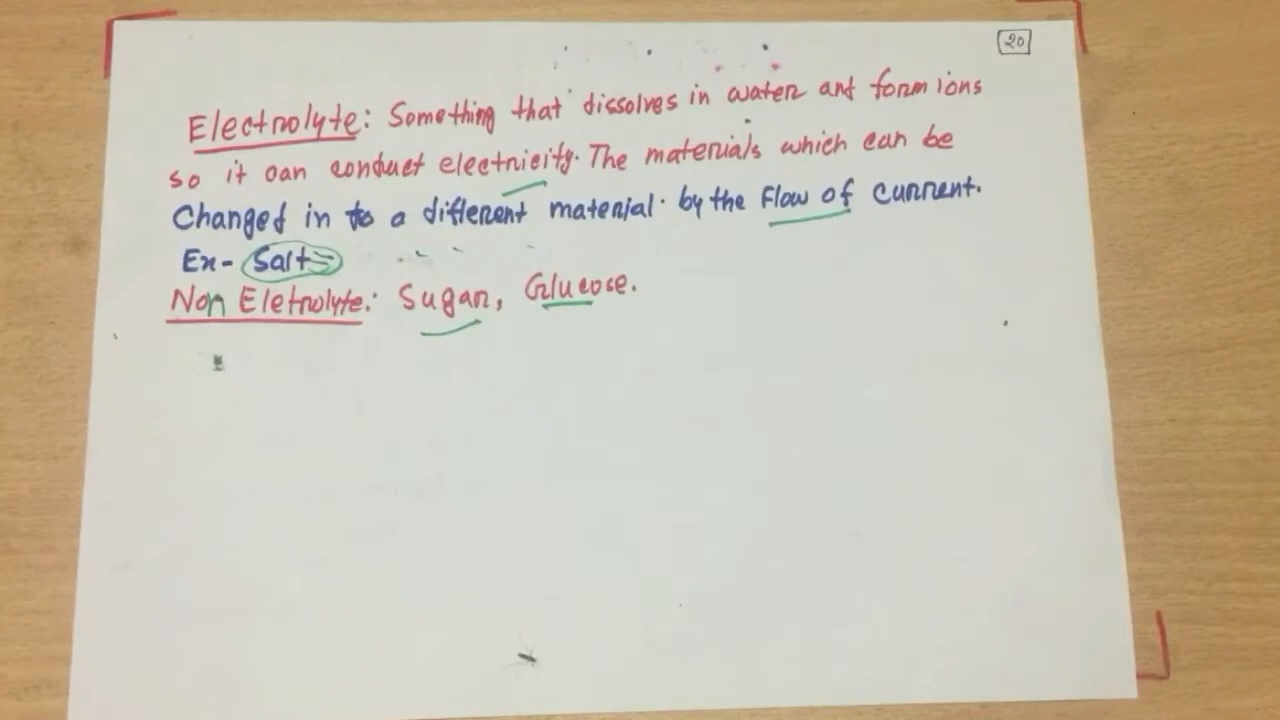 20
Electrolyte: Something that dissolves in water and form ions
so it can conduct electricity. The materials which can be
Changed in to a different material. by the Flow of current.
Ex- Salt
Non Eletrolyte: Sugar, Glucose.